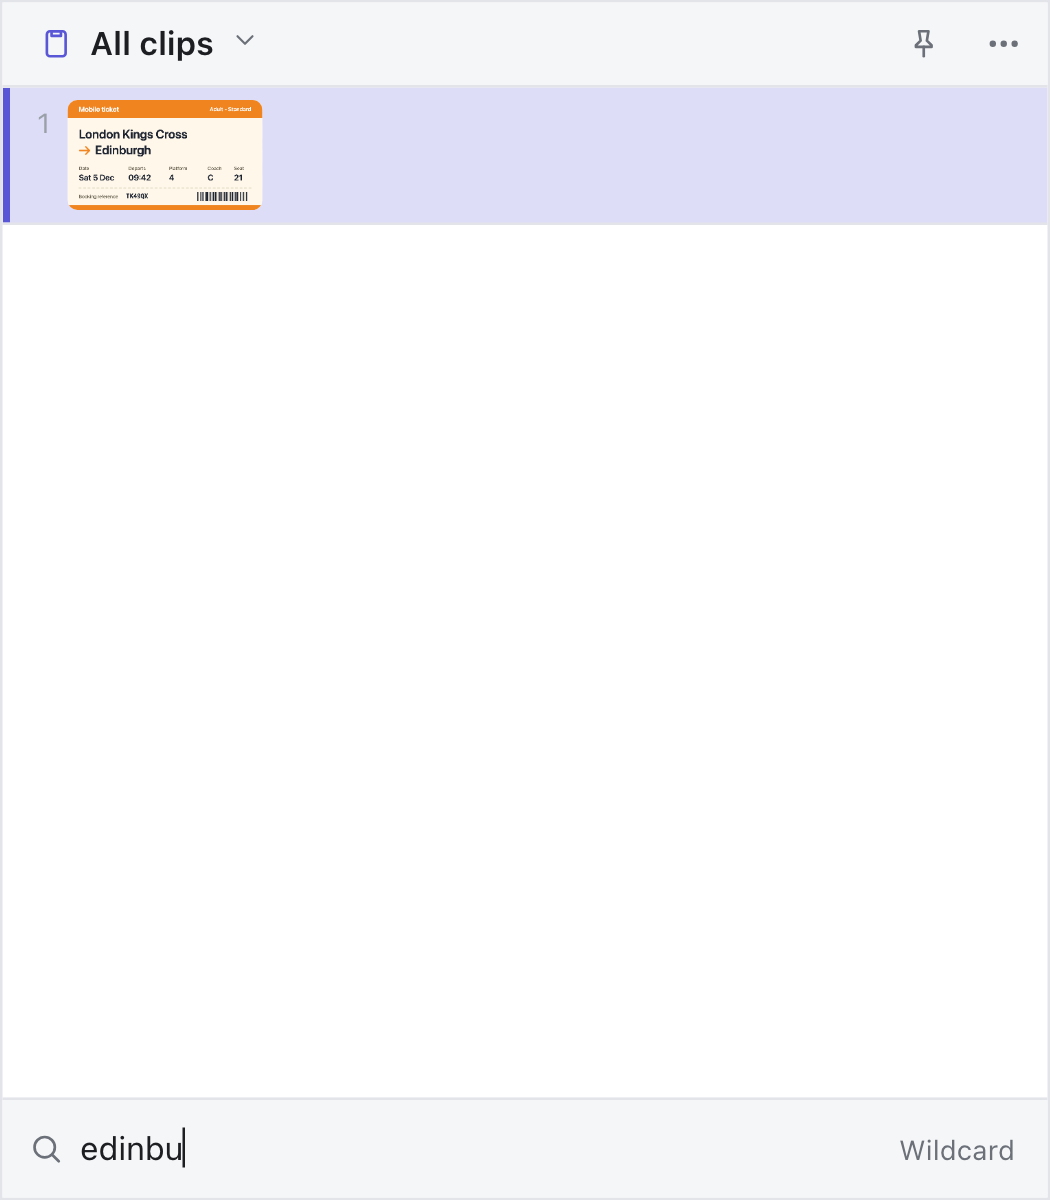 All clips
1
Mobile ticket Adult - Standard
London Kings Cross
→ Edinburgh
Date Departs Platform Coach Seat
Sat 5 Dec 09:42 4 C 21
Booking reference TK49QX
edinbu
Wildcard